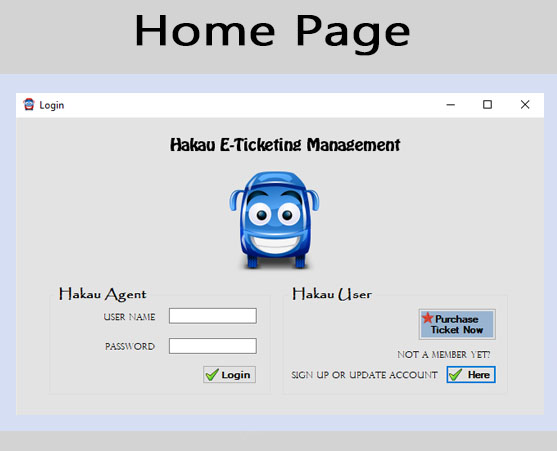 Home Page
Login
Hakau E-Ticketing Management
Hakau Agent
USER NAME
PASSWORD
Login
Hakau User
Purchase
Ticket Now
NOT A MEMBER YET?
SIGN UP OR UPDATE ACCOUNT
Here